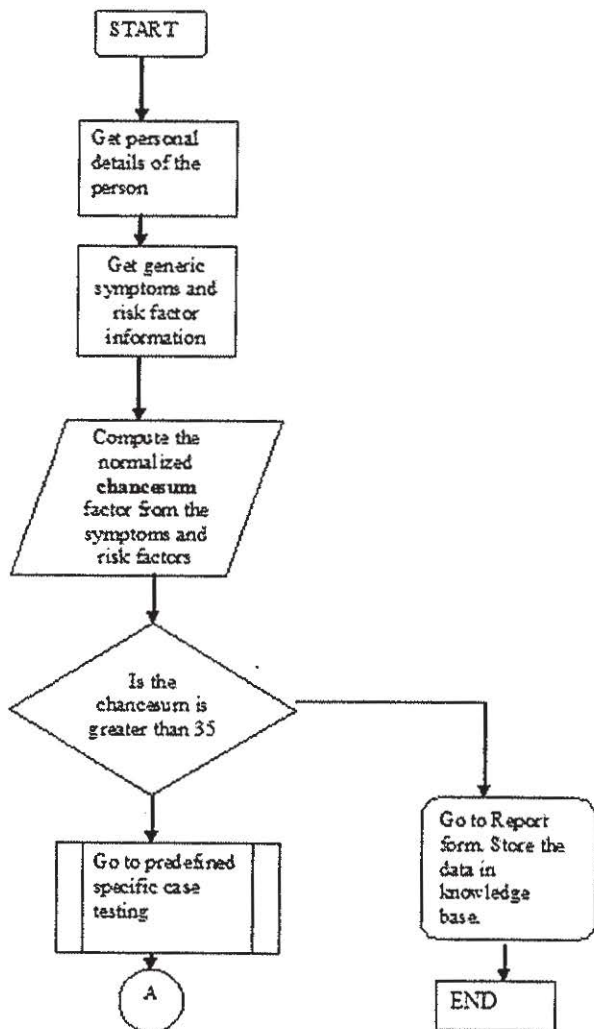 START
Get personal
details of the
person
Get generic
symptoms and
risk factor
information
Compute the
normalized
chancesum
factor from the
symptoms and
risk factors
Is the
chancesum is
greater than 35
Go to predefined
specific case
testing
A
Go to Report
form. Store the
data in
knowledge
base.
END